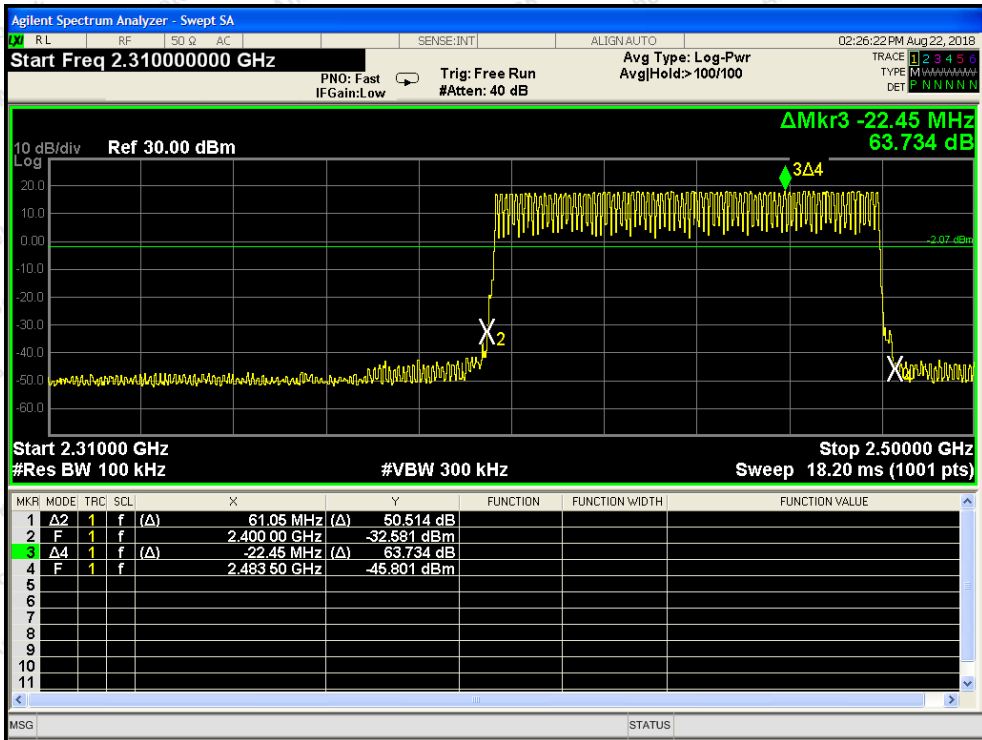 Agilent Spectrum Analyzer - Swept SA
LXI RL RF 50 Ω AC SENSE:INT ALIGN AUTO 02:26:22 PM Aug 22, 2018
Start Freq 2.310000000 GHz
PNO: Fast
IFGain:Low
Trig: Free Run
#Atten: 40 dB
Avg Type: Log-Pwr
Avg|Hold:> 100/100
TRACE 1 2 3 4 5 6
TYPE M
DET P N N N N N
ΔMkr3 -22.45 MHz
63.734 dB
10 dB/div Ref 30.00 dBm
Log
20.0
10.0
0.00
-10.0
-20.0
-30.0
-40.0
-50.0
-60.0
3Δ4
-2.07 dBm
2
4
Start 2.31000 GHz Stop 2.50000 GHz
#Res BW 100 kHz #VBW 300 kHz Sweep 18.20 ms (1001 pts)
MKR MODE TRC SCL X Y FUNCTION FUNCTION WIDTH FUNCTION VALUE
1 Δ2 1 f (Δ) 61.05 MHz (Δ) 50.514 dB
2 F 1 f 2.400 00 GHz -32.581 dBm
3 Δ4 1 f (Δ) -22.45 MHz (Δ) 63.734 dB
4 F 1 f 2.483 50 GHz -45.801 dBm
5
6
7
8
9
10
11
MSG STATUS